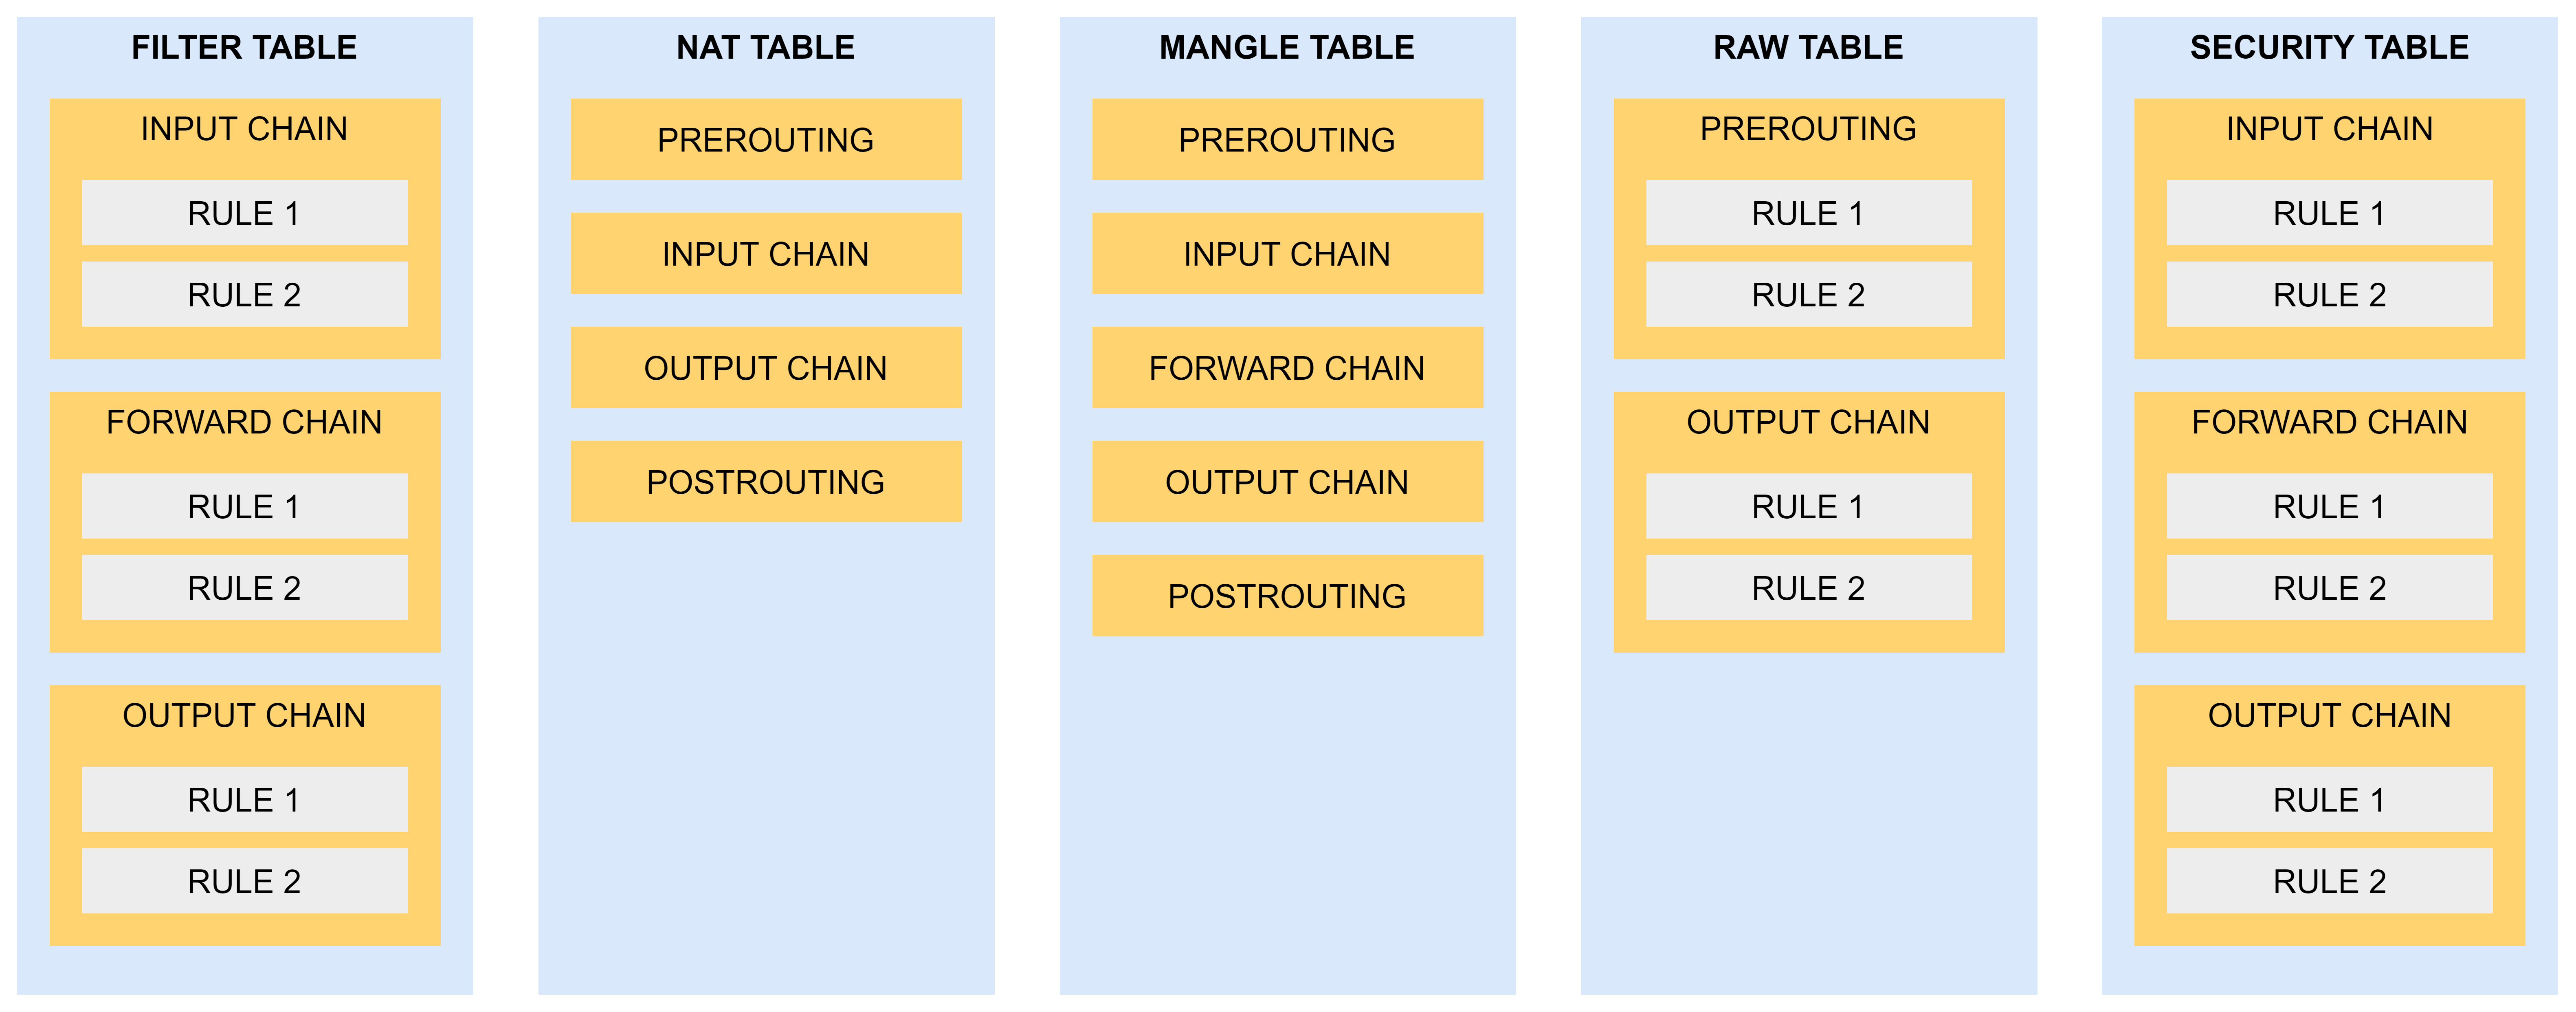 FILTER TABLE
INPUT CHAIN
RULE 1
RULE 2
FORWARD CHAIN
RULE 1
RULE 2
OUTPUT CHAIN
RULE 1
RULE 2
NAT TABLE
PREROUTING
INPUT CHAIN
OUTPUT CHAIN
POSTROUTING
MANGLE TABLE
PREROUTING
INPUT CHAIN
FORWARD CHAIN
OUTPUT CHAIN
POSTROUTING
RAW TABLE
PREROUTING
RULE 1
RULE 2
OUTPUT CHAIN
RULE 1
RULE 2
SECURITY TABLE
INPUT CHAIN
RULE 1
RULE 2
FORWARD CHAIN
RULE 1
RULE 2
OUTPUT CHAIN
RULE 1
RULE 2